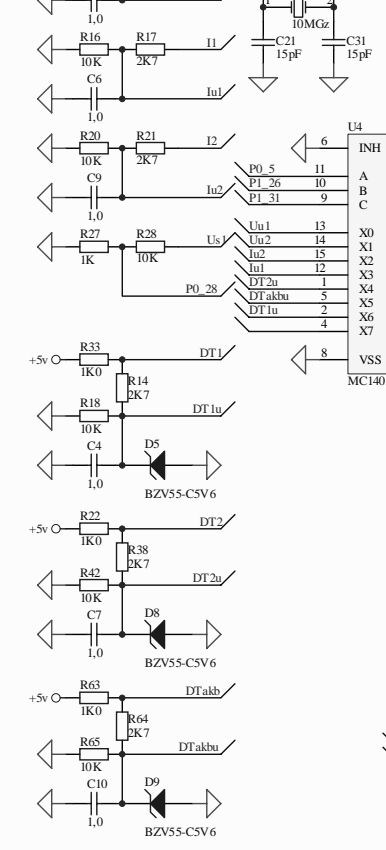 1,0
1
2
10MGz
R16
R17
I1
10K
2K7
C21
15pF
C31
15pF
C6
Iu1
1,0
R20
R21
I2
10K
2K7
C9
Iu2
1,0
R27
R28
Us1
1K
10K
P0_28
U4
6
INH
P0_5
11
A
P1_26
10
B
P1_31
9
C
Uu1
13
X0
Uu2
14
X1
Iu2
15
X2
Iu1
12
X3
DT2u
1
X4
DTakbu
5
X5
DT1u
2
X6
4
X7
8
VSS
MC140
+5v
R33
DT1
1K0
R14
2K7
R18
DT1u
10K
C4
D5
1,0
BZV55-C5V6
+5v
R22
DT2
1K0
R38
2K7
R42
DT2u
10K
C7
D8
1,0
BZV55-C5V6
+5v
R63
DTakb
1K0
R64
2K7
R65
DTakbu
10K
C10
D9
1,0
BZV55-C5V6